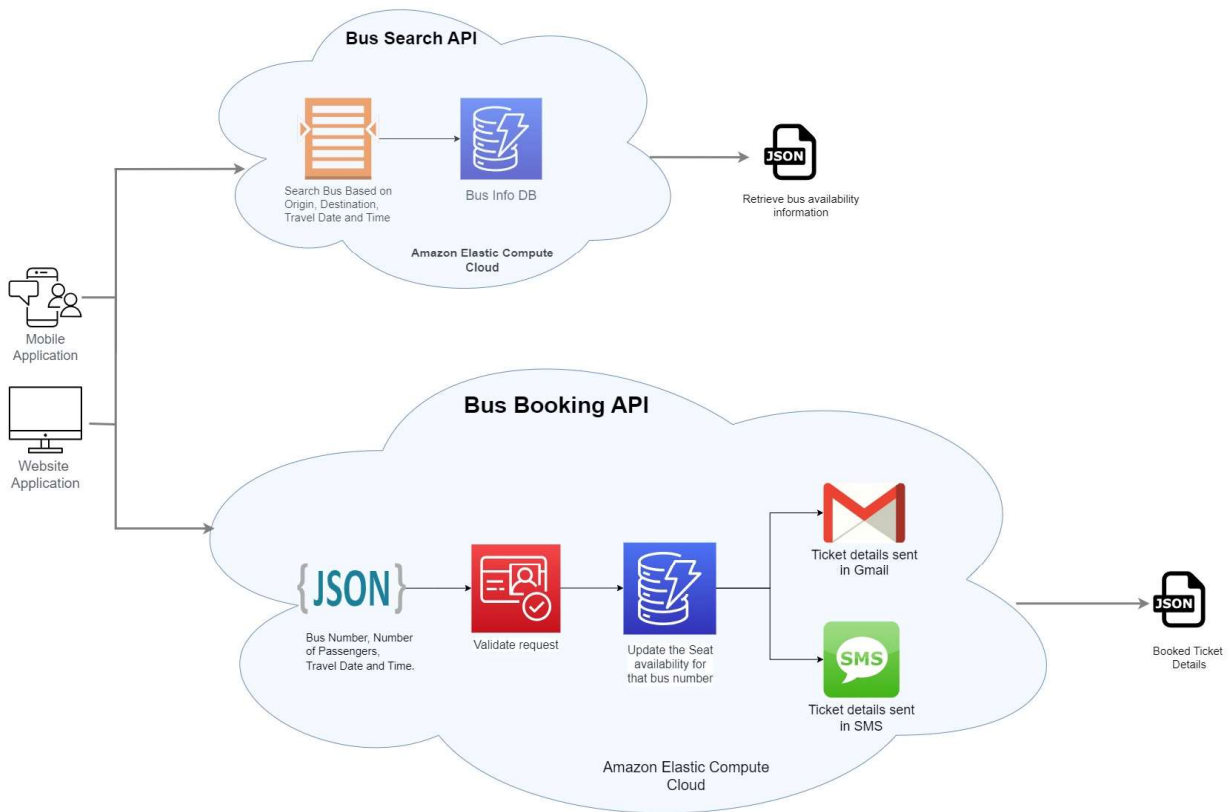 Bus Search API
Search Bus Based on
Origin, Destination,
Travel Date and Time
Bus Info DB
Amazon Elastic Compute
Cloud
JSON
Retrieve bus availability
information
Mobile
Application
Website
Application
Bus Booking API
{JSON}
Bus Number, Number
of Passengers,
Travel Date and Time.
Validate request
Update the Seat
availability for
that bus number
Ticket details sent
in Gmail
SMS
Ticket details sent
in SMS
Amazon Elastic Compute
Cloud
JSON
Booked Ticket
Details